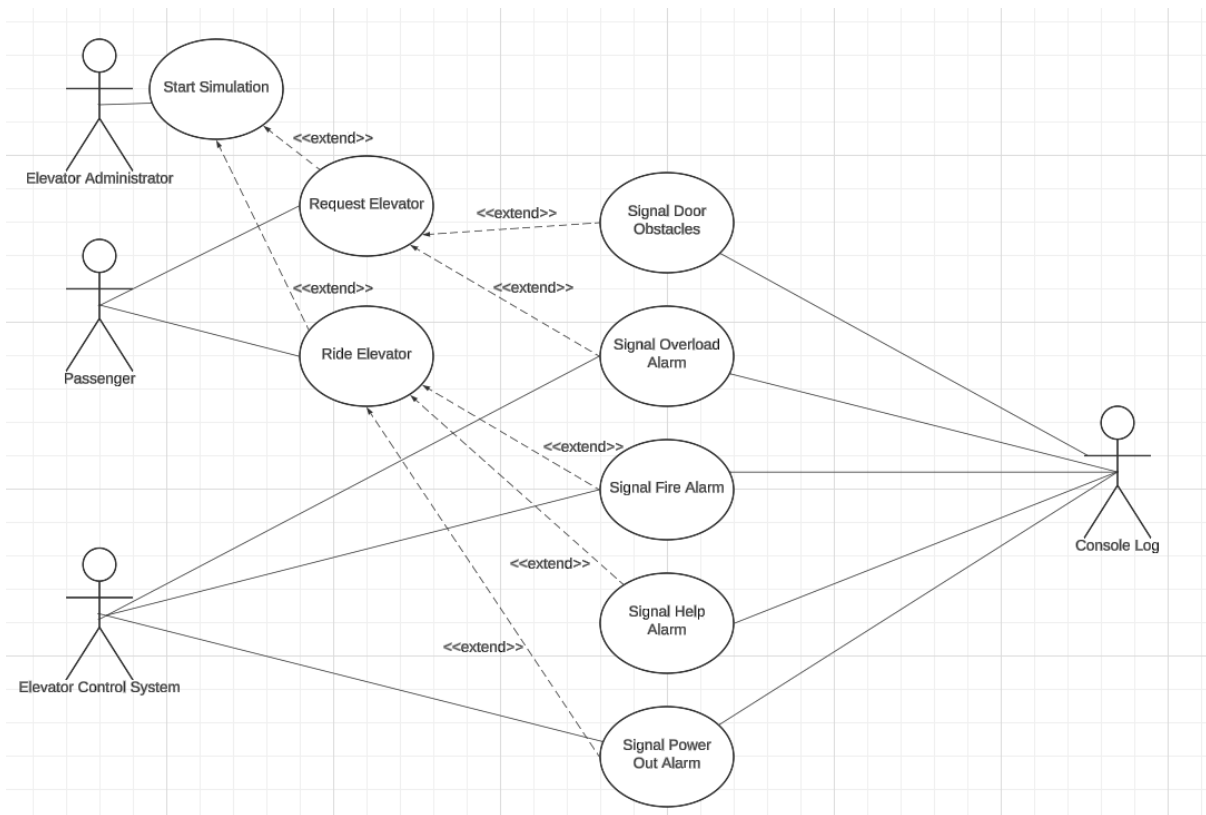 Start Simulation
<<extend>>
Elevator Administrator
Request Elevator
<<extend>>
Signal Door
Obstacles
<<extend>>
<<extend>>
Ride Elevator
Signal Overload
Alarm
Passenger
<<extend>>
Signal Fire Alarm
Console Log
<<extend>>
Signal Help
Alarm
<<extend>>
Elevator Control System
Signal Power
Out Alarm